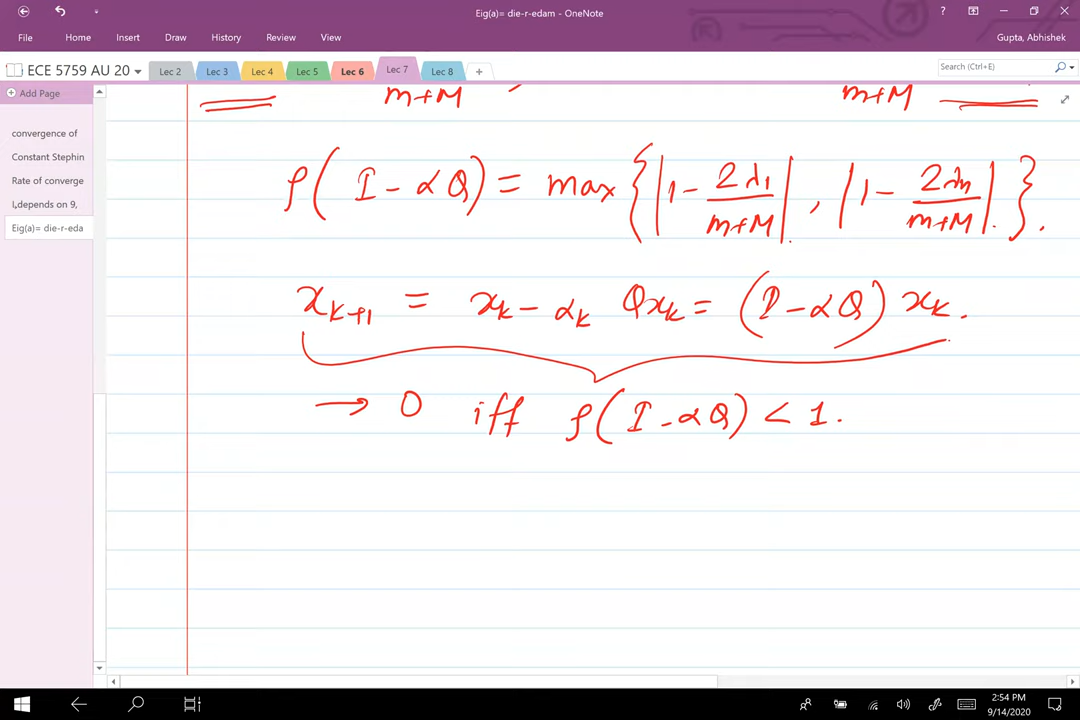 Eig(a)= die-r-edam - OneNote
Gupta, Abhishek
File Home Insert Draw History Review View
ECE 5759 AU 20 Lec 2 Lec 3 Lec 4 Lec 5 Lec 6 Lec 7 Lec 8 Search (Ctrl+E)
Add Page
convergence of
Constant Stephin
Rate of converge
I,depends on 9,
Eig(a)= die-r-eda
m+M , m+M
ρ(I - αQ) = max{|1 - 2λ₁/m+M|, |1 - 2λₙ/m+M|}.
x_{k+1} = x_k - α_k Q x_k = (I - αQ) x_k.
→ 0 iff ρ(I - αQ) < 1.
2:54 PM
9/14/2020